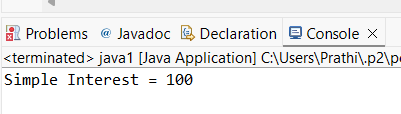 Problems @ Javadoc Declaration Console ×
<terminated> java1 [Java Application] C:\Users\Prathi\.p2\p
Simple Interest = 100